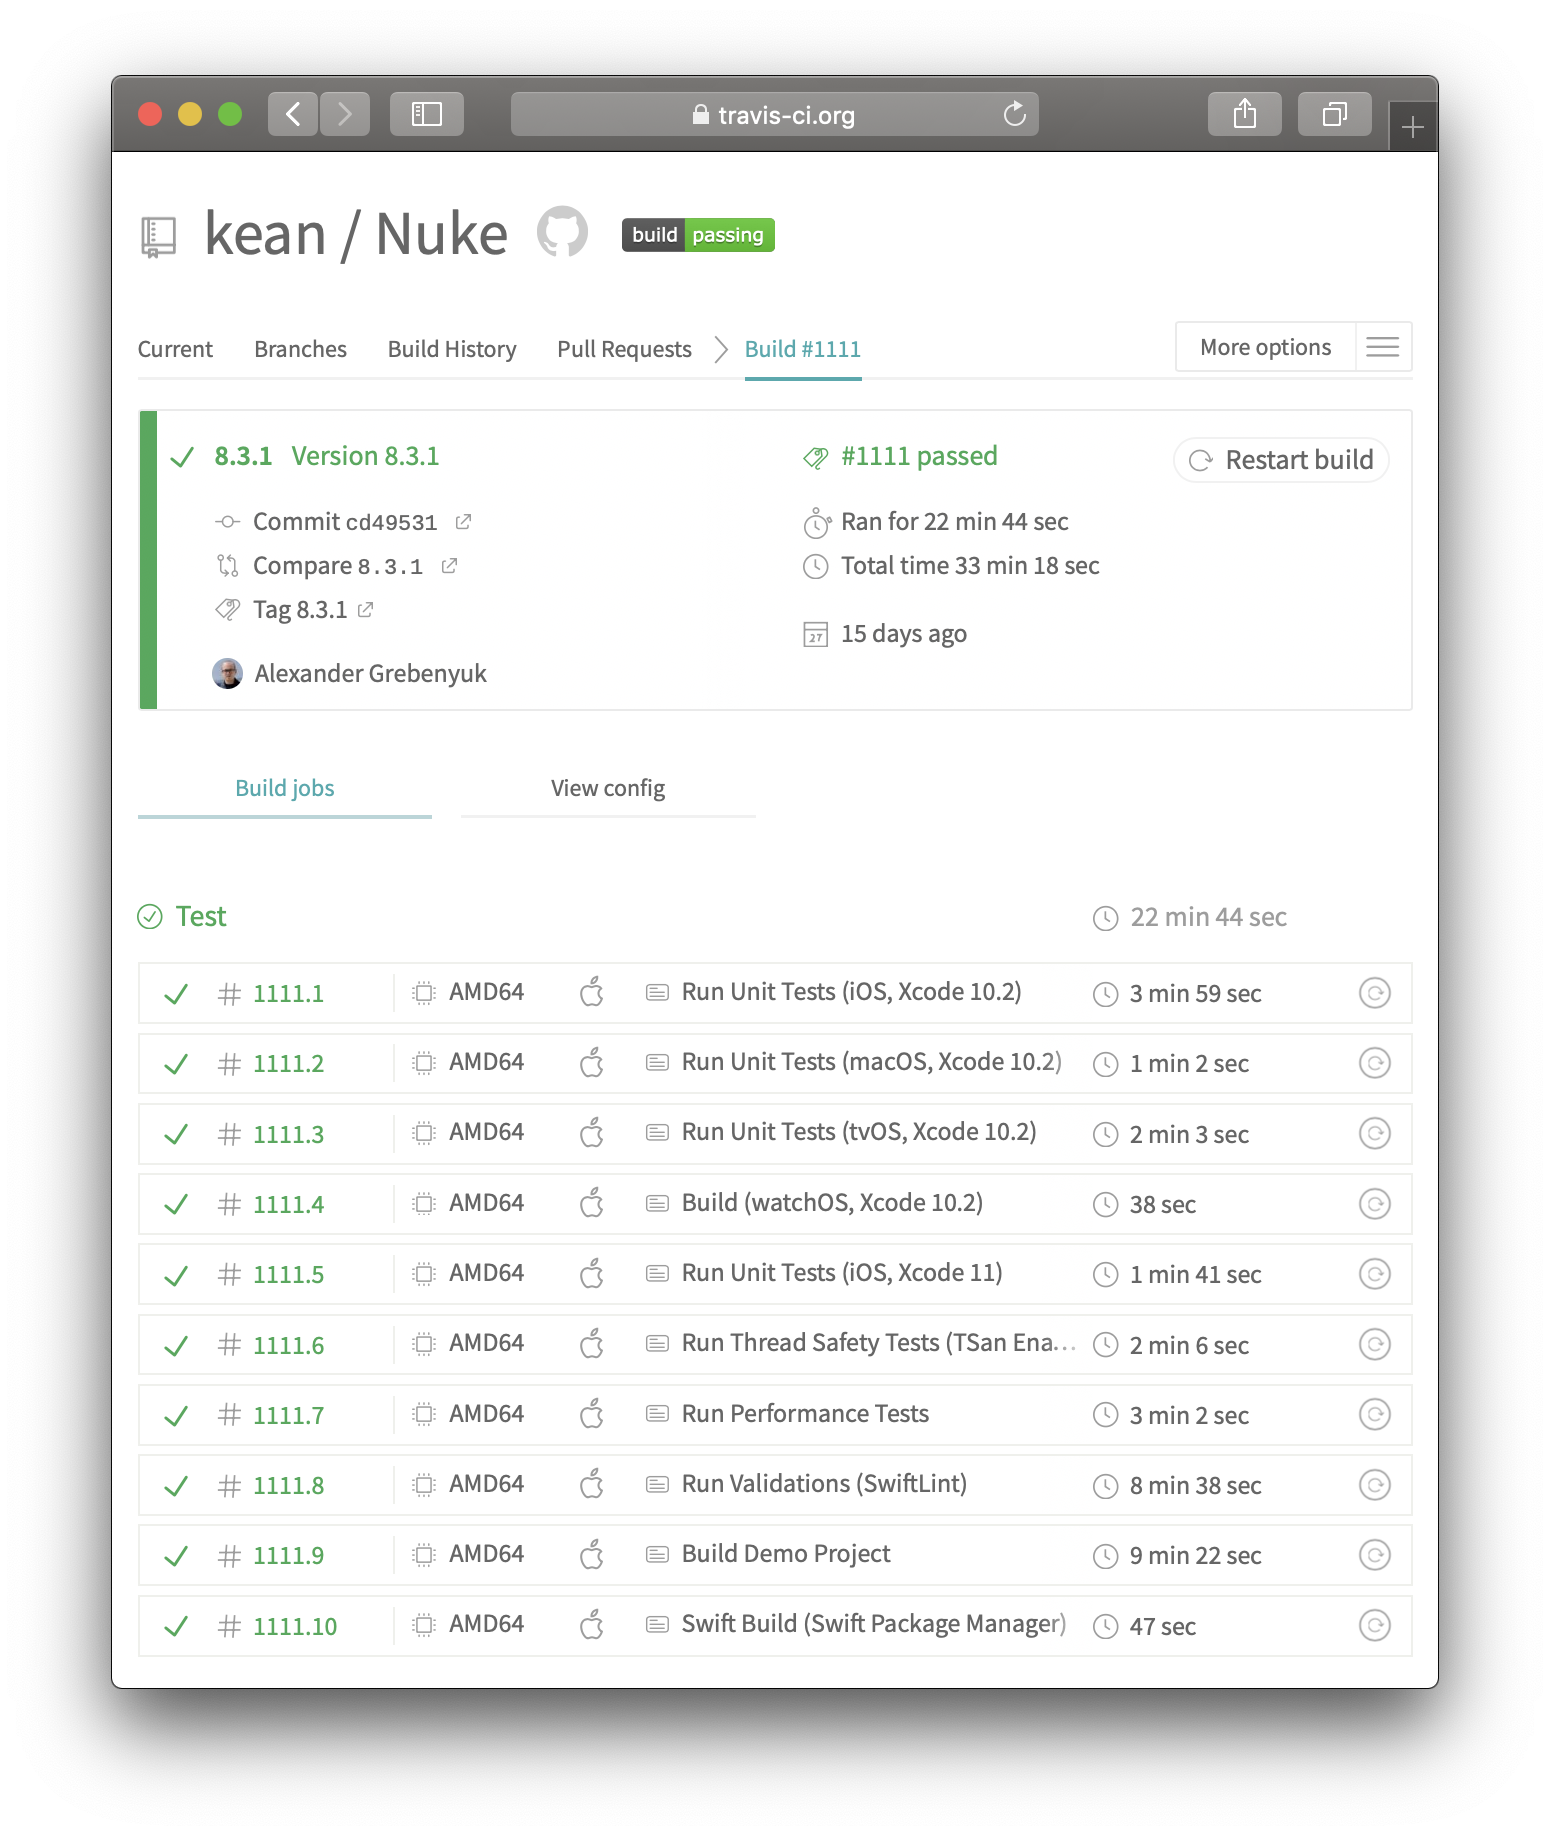 travis-ci.org
kean / Nuke build passing
Current Branches Build History Pull Requests Build #1111 More options
8.3.1 Version 8.3.1
Commit cd49531
Compare 8.3.1
Tag 8.3.1
Alexander Grebenyuk
#1111 passed
Restart build
Ran for 22 min 44 sec
Total time 33 min 18 sec
27 15 days ago
Build jobs View config
Test 22 min 44 sec
# 1111.1 AMD64 Run Unit Tests (iOS, Xcode 10.2) 3 min 59 sec
# 1111.2 AMD64 Run Unit Tests (macOS, Xcode 10.2) 1 min 2 sec
# 1111.3 AMD64 Run Unit Tests (tvOS, Xcode 10.2) 2 min 3 sec
# 1111.4 AMD64 Build (watchOS, Xcode 10.2) 38 sec
# 1111.5 AMD64 Run Unit Tests (iOS, Xcode 11) 1 min 41 sec
# 1111.6 AMD64 Run Thread Safety Tests (TSan Ena... 2 min 6 sec
# 1111.7 AMD64 Run Performance Tests 3 min 2 sec
# 1111.8 AMD64 Run Validations (SwiftLint) 8 min 38 sec
# 1111.9 AMD64 Build Demo Project 9 min 22 sec
# 1111.10 AMD64 Swift Build (Swift Package Manager) 47 sec